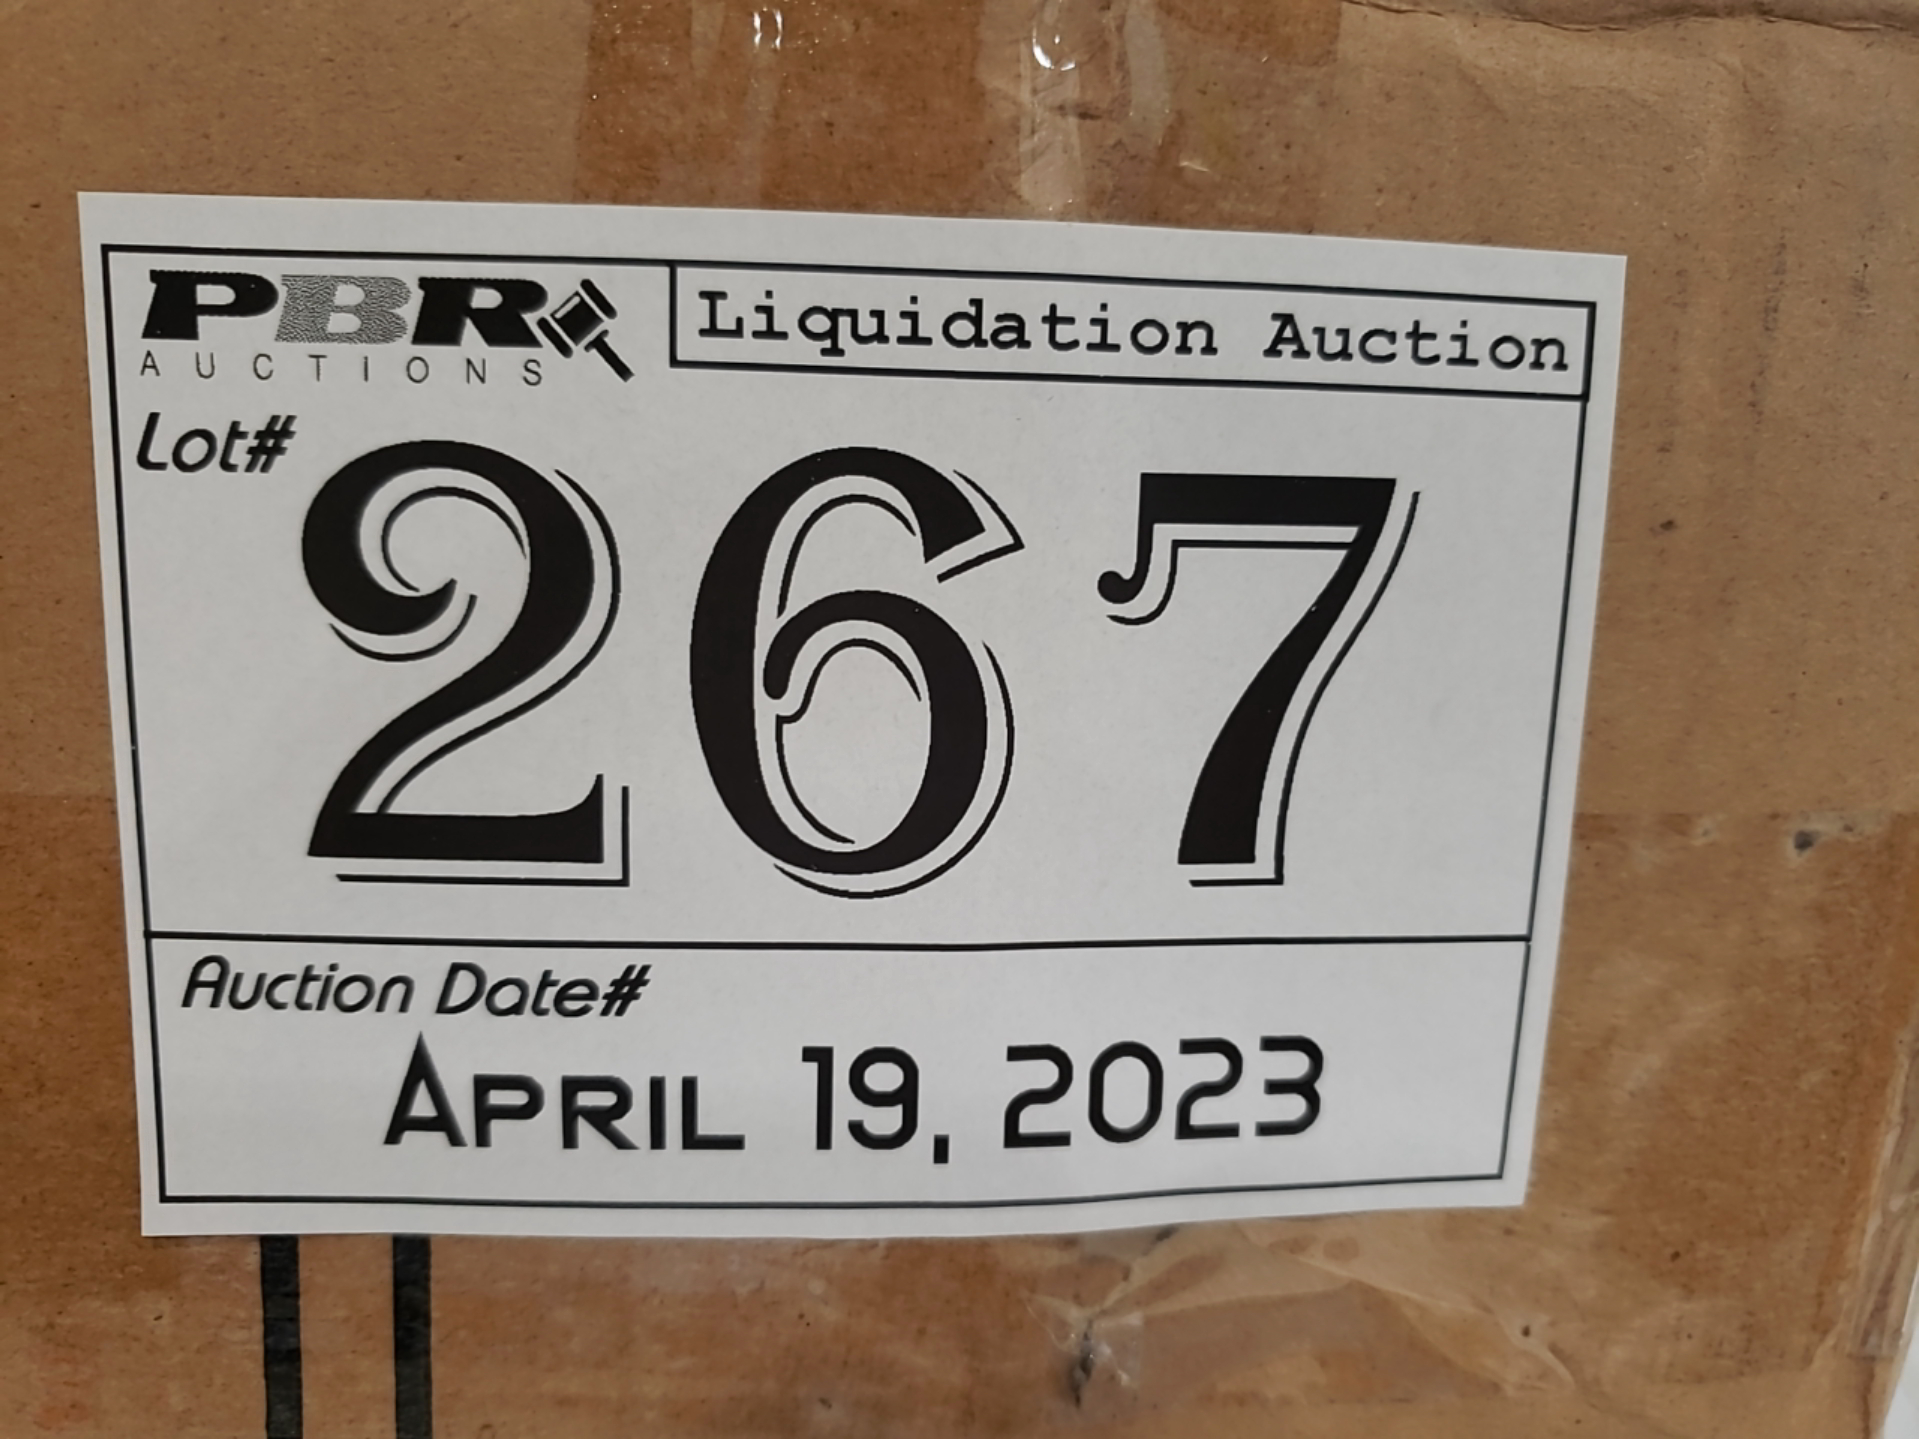 PBR
AUCTIONS
Liquidation Auction
Lot#
267
Auction Date#
APRIL 19, 2023